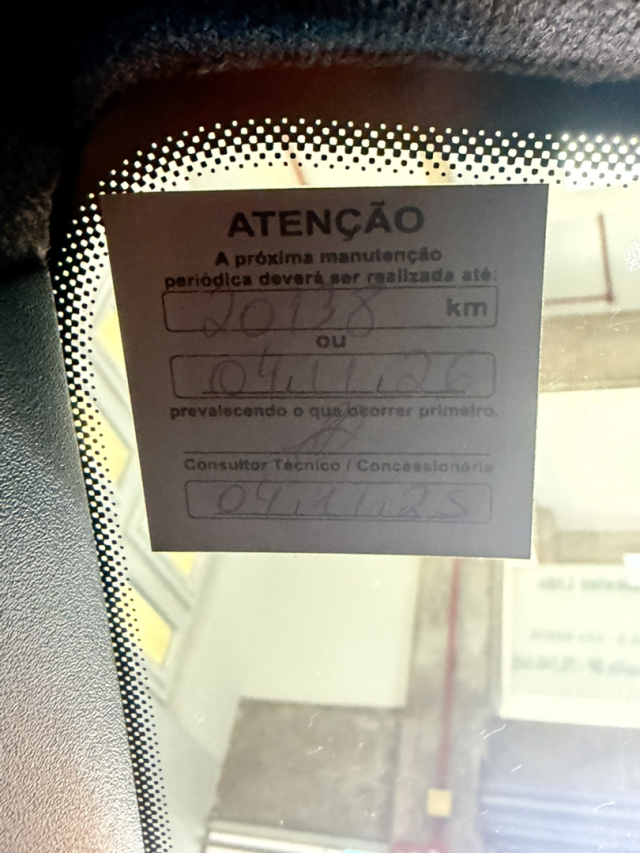 ATENÇÃO
A próxima manutenção
periódica deverá ser realizada até:
20138 km
ou
04.11.26
prevalecendo o que ocorrer primeiro.
Consultor Técnico / Concessionária
04.11.25